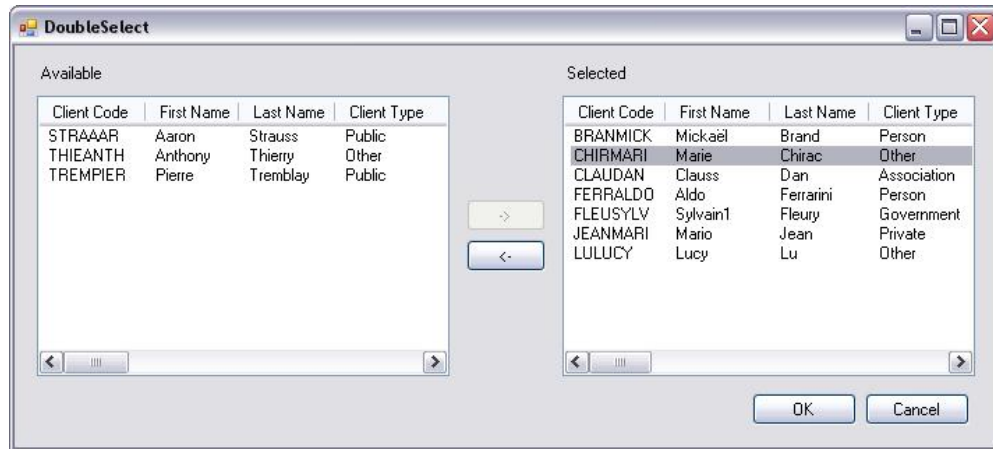 DoubleSelect
Available
Client Code First Name Last Name Client Type
STRAAAR Aaron Strauss Public
THIEANTH Anthony Thierry Other
TREMPIER Pierre Tremblay Public
->
<-
Selected
Client Code First Name Last Name Client Type
BRANMICK Mickaël Brand Person
CHIRMARI Marie Chirac Other
CLAUDAN Clauss Dan Association
FERRALDO Aldo Ferrarini Person
FLEUSYLV Sylvain1 Fleury Government
JEANMARI Mario Jean Private
LULUCY Lucy Lu Other
OK Cancel